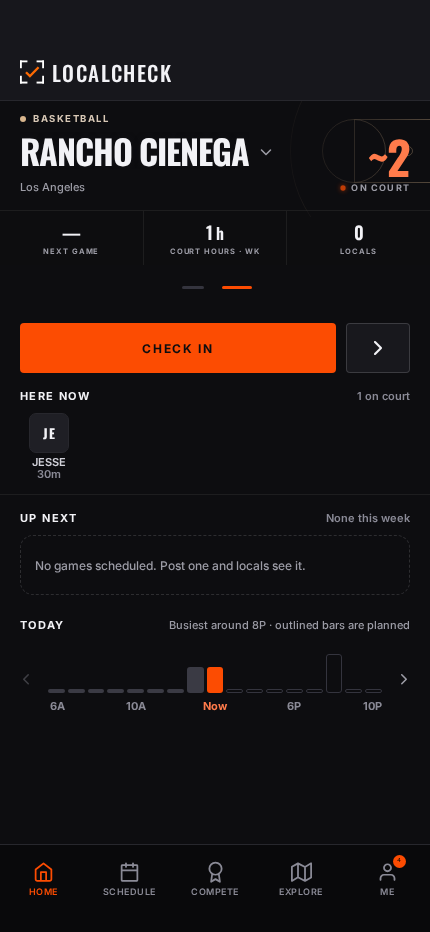 LOCALCHECK
BASKETBALL
RANCHO CIENEGA
~2
Los Angeles
ON COURT
—
1h
0
NEXT GAME
COURT HOURS · WK
LOCALS
CHECK IN
HERE NOW
1 on court
JE
JESSE
30m
UP NEXT
None this week
No games scheduled. Post one and locals see it.
TODAY
Busiest around 8P · outlined bars are planned
6A
10A
Now
6P
10P
HOME
SCHEDULE
COMPETE
EXPLORE
ME